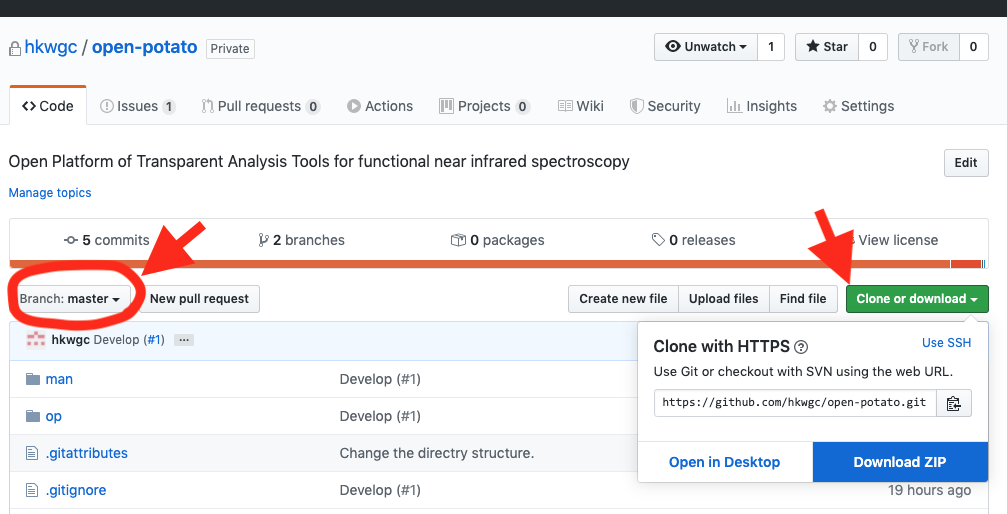 hkwgc / open-potato Private Unwatch 1 Star 0 Fork 0
Code Issues 1 Pull requests 0 Actions Projects 0 Wiki Security Insights Settings
Open Platform of Transparent Analysis Tools for functional near infrared spectroscopy Edit
Manage topics
5 commits 2 branches 0 packages 0 releases View license
Branch: master New pull request Create new file Upload files Find file Clone or download
hkwgc Develop (#1) ...
Clone with HTTPS ? Use SSH
Use Git or checkout with SVN using the web URL.
https://github.com/hkwgc/open-potato.git
Open in Desktop Download ZIP
man Develop (#1)
op Develop (#1)
.gitattributes Change the directry structure.
.gitignore Develop (#1) 19 hours ago